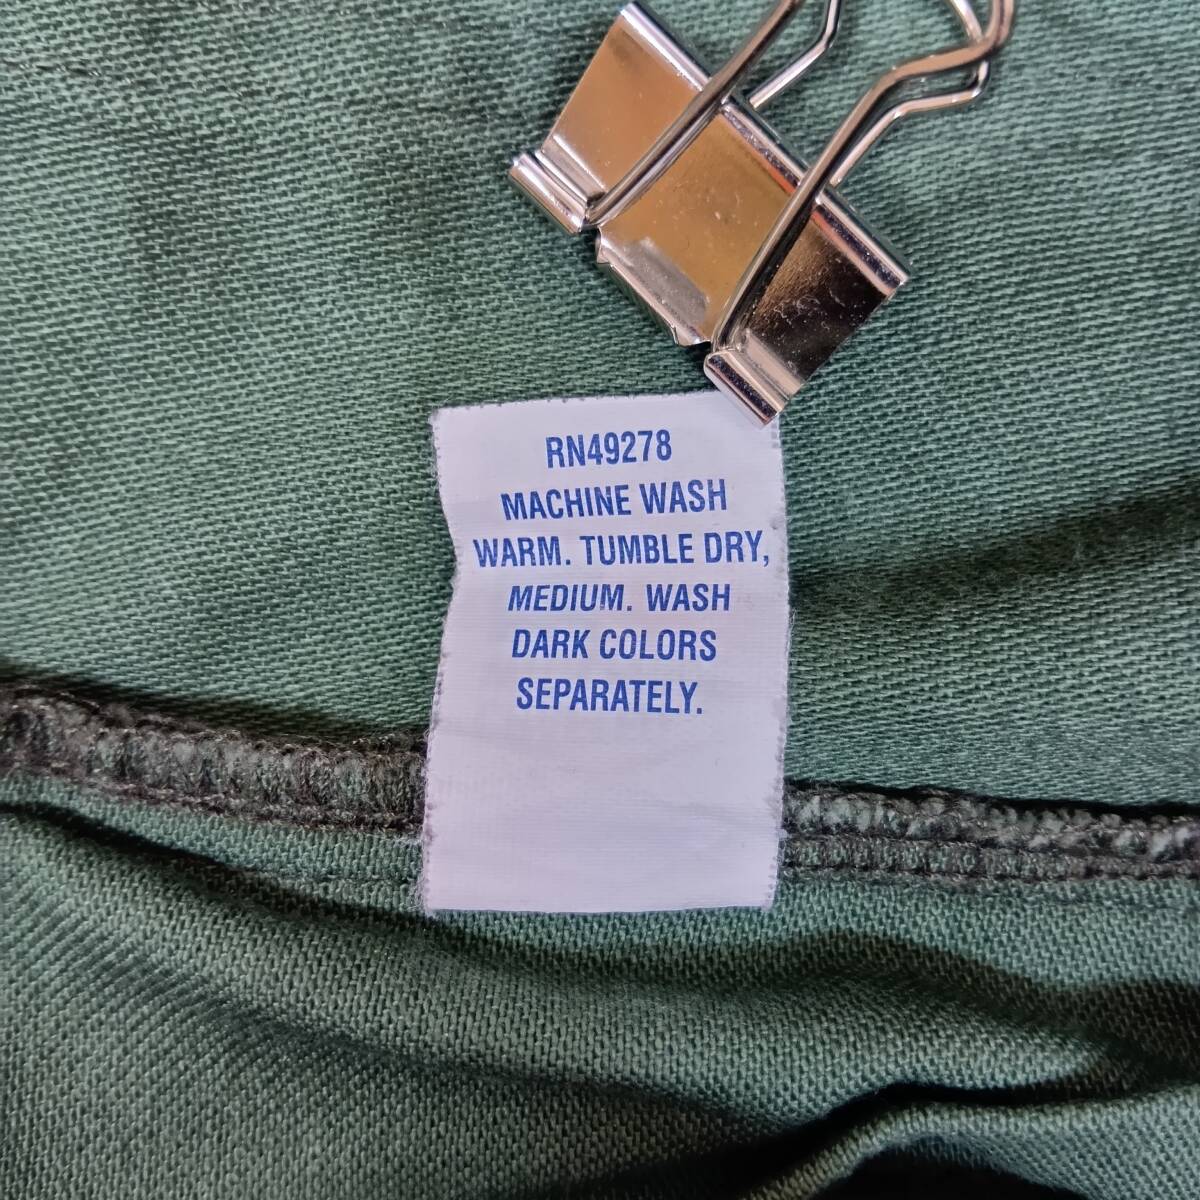 RN49278
MACHINE WASH
WARM. TUMBLE DRY,
MEDIUM. WASH
DARK COLORS
SEPARATELY.